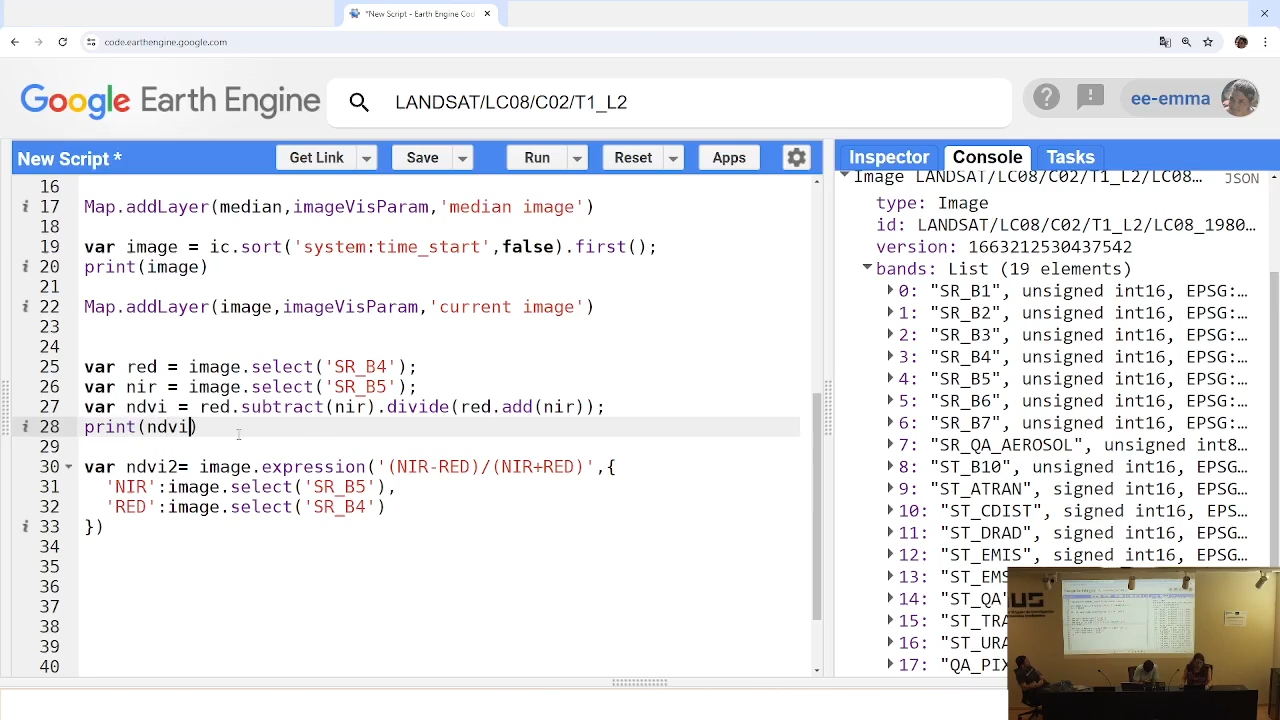 *New Script - Earth Engine Cod
code.earthengine.google.com
Google Earth Engine
LANDSAT/LC08/C02/T1_L2
ee-emma
New Script *
Get Link
Save
Run
Reset
Apps
Inspector
Console
Tasks
16
17 Map.addLayer(median,imageVisParam,'median image')
18
19 var image = ic.sort('system:time_start',false).first();
20 print(image)
21
22 Map.addLayer(image,imageVisParam,'current image')
23
24
25 var red = image.select('SR_B4');
26 var nir = image.select('SR_B5');
27 var ndvi = red.subtract(nir).divide(red.add(nir));
28 print(ndvi)
29
30 var ndvi2= image.expression('(NIR-RED)/(NIR+RED)',{
31 'NIR':image.select('SR_B5'),
32 'RED':image.select('SR_B4')
33 })
34
35
36
37
38
39
40
Image LANDSAT/LC08/C02/T1_L2/LC08… JSON
type: Image
id: LANDSAT/LC08/C02/T1_L2/LC08_1980…
version: 1663212530437542
bands: List (19 elements)
0: "SR_B1", unsigned int16, EPSG:…
1: "SR_B2", unsigned int16, EPSG:…
2: "SR_B3", unsigned int16, EPSG:…
3: "SR_B4", unsigned int16, EPSG:…
4: "SR_B5", unsigned int16, EPSG:…
5: "SR_B6", unsigned int16, EPSG:…
6: "SR_B7", unsigned int16, EPSG:…
7: "SR_QA_AEROSOL", unsigned int8…
8: "ST_B10", unsigned int16, EPSG…
9: "ST_ATRAN", signed int16, EPSG…
10: "ST_CDIST", signed int16, EPS…
11: "ST_DRAD", signed int16, EPSG…
12: "ST_EMIS", signed int16, EPSG…
13: "ST_EMS
14: "ST_QA"
15: "ST_TRA
16: "ST_URA
17: "QA_PIX